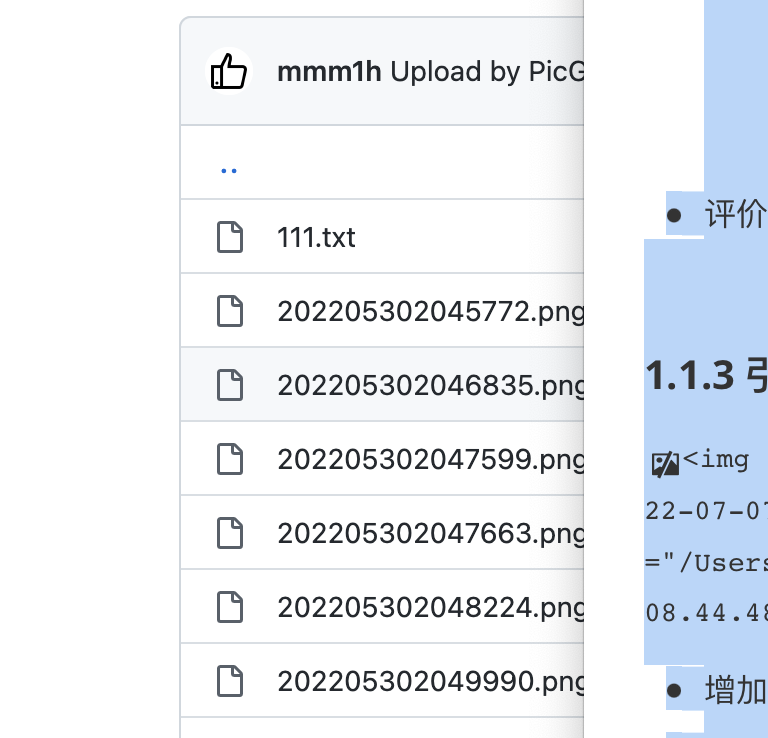 mmm1h Upload by PicG
..
111.txt
202205302045772.png
202205302046835.png
202205302047599.png
202205302047663.png
202205302048224.png
202205302049990.png
● 评价
1.1.3 引
<img
22-07-07
="/Users
08.44.48
● 增加